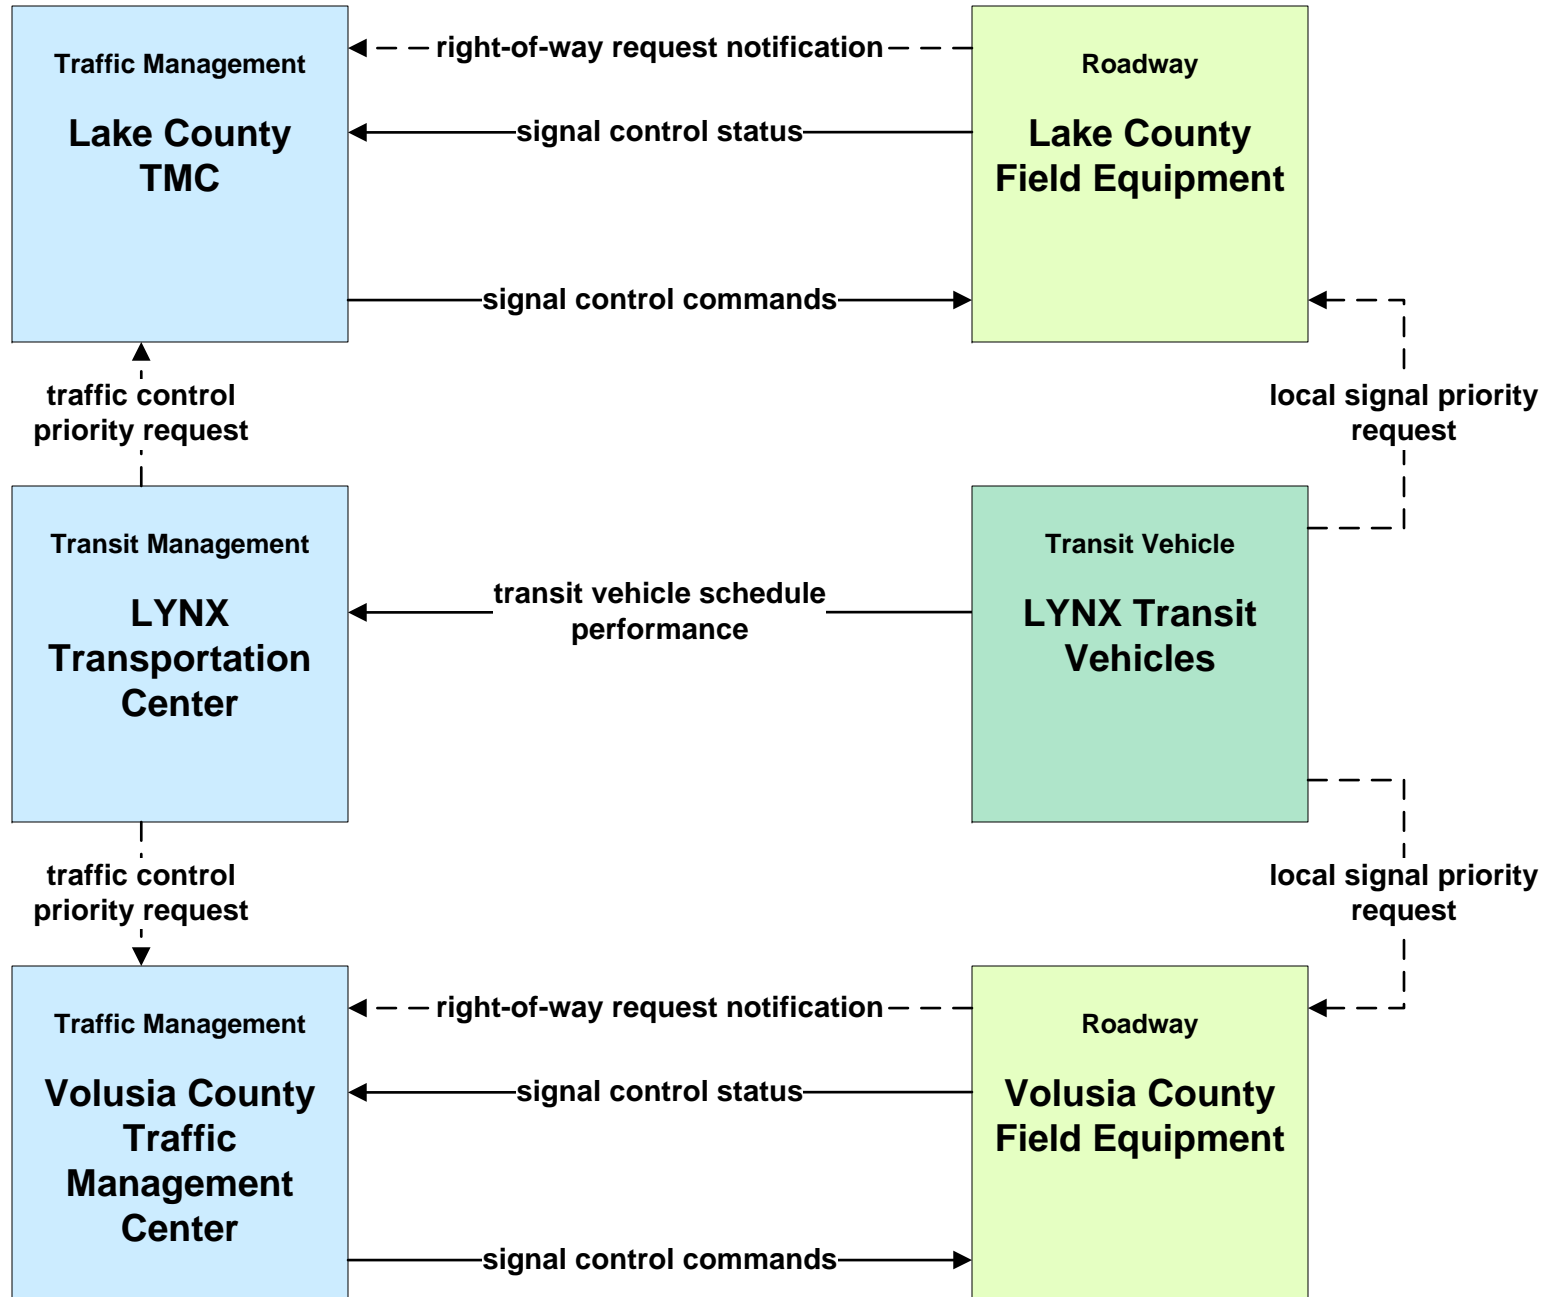 Traffic Management
Lake County
TMC
right-of-way request notification
signal control status
signal control commands
Roadway
Lake County
Field Equipment
traffic control
priority request
local signal priority
request
Transit Management
LYNX
Transportation
Center
transit vehicle schedule
performance
Transit Vehicle
LYNX Transit
Vehicles
traffic control
priority request
local signal priority
request
Traffic Management
Volusia County
Traffic
Management
Center
right-of-way request notification
signal control status
signal control commands
Roadway
Volusia County
Field Equipment